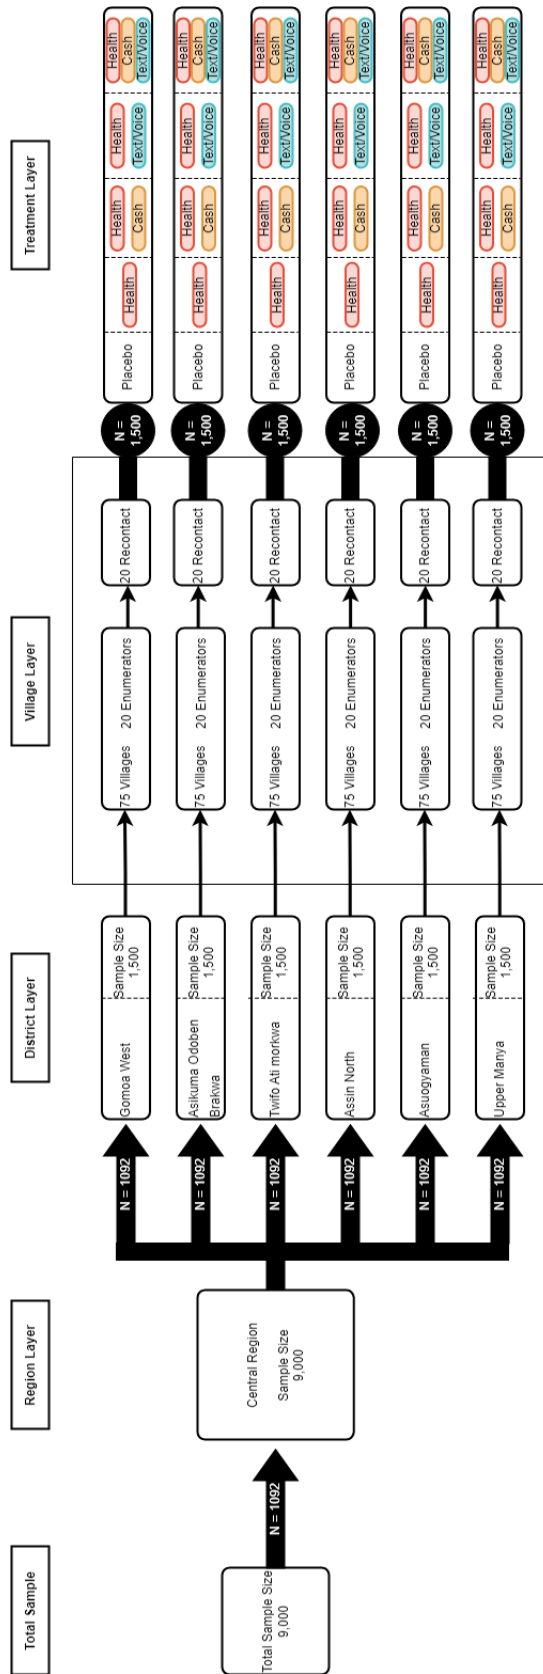 Total Sample
Region Layer
District Layer
Village Layer
Treatment Layer
Total Sample Size
9,000
N = 1092
Central Region
Sample Size
9,000
N = 1092
Gomoa West
Sample Size
1,500
75 Villages 20 Enumerators
20 Recontact
N =
1,500
Placebo
Health
Health
Cash
Health
Text/Voice
Health
Cash
Text/Voice
N = 1092
Asikuma Odoben
Brakwa
Sample Size
1,500
75 Villages 20 Enumerators
20 Recontact
N =
1,500
Placebo
Health
Health
Cash
Health
Text/Voice
Health
Cash
Text/Voice
N = 1092
Twifo Ati morkwa
Sample Size
1,500
75 Villages 20 Enumerators
20 Recontact
N =
1,500
Placebo
Health
Health
Cash
Health
Text/Voice
Health
Cash
Text/Voice
N = 1092
Assin North
Sample Size
1,500
75 Villages 20 Enumerators
20 Recontact
N =
1,500
Placebo
Health
Health
Cash
Health
Text/Voice
Health
Cash
Text/Voice
N = 1092
Asuogyaman
Sample Size
1,500
75 Villages 20 Enumerators
20 Recontact
N =
1,500
Placebo
Health
Health
Cash
Health
Text/Voice
Health
Cash
Text/Voice
N = 1092
Upper Manya
Sample Size
1,500
75 Villages 20 Enumerators
20 Recontact
N =
1,500
Placebo
Health
Health
Cash
Health
Text/Voice
Health
Cash
Text/Voice